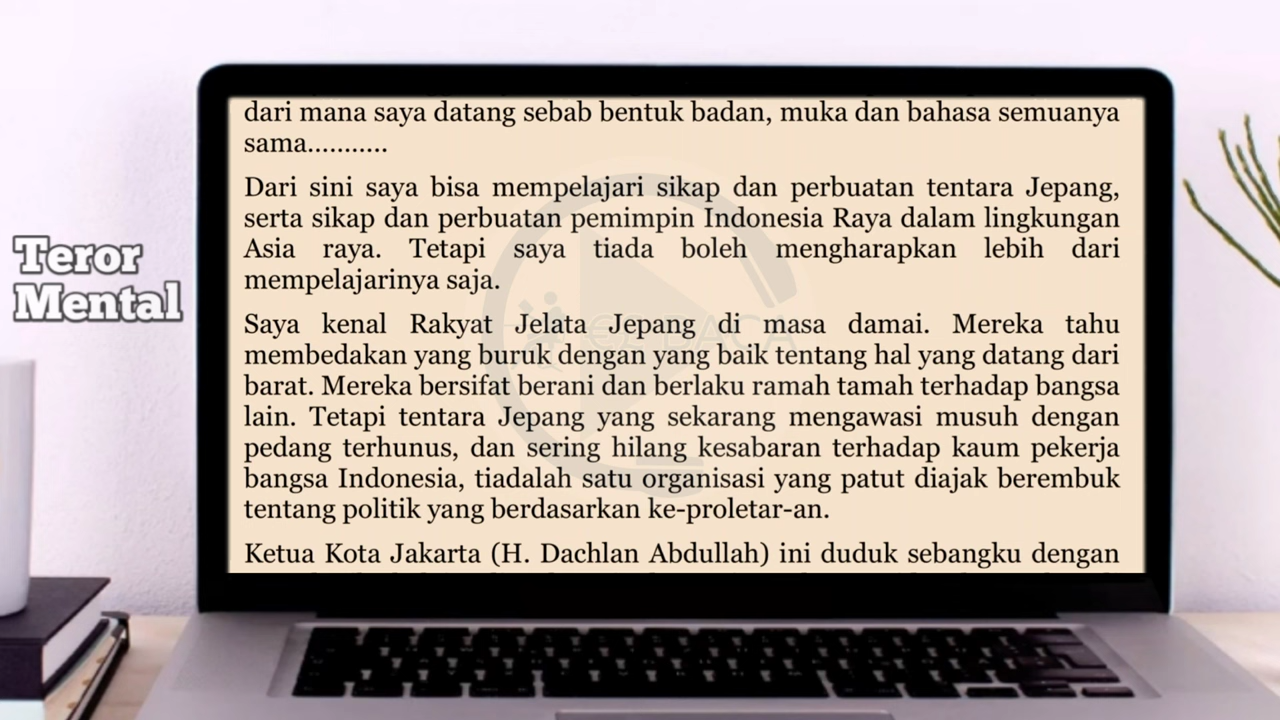 Teror
Mental
dari mana saya datang sebab bentuk badan, muka dan bahasa semuanya
sama...........
Dari sini saya bisa mempelajari sikap dan perbuatan tentara Jepang,
serta sikap dan perbuatan pemimpin Indonesia Raya dalam lingkungan
Asia raya. Tetapi saya tiada boleh mengharapkan lebih dari
mempelajarinya saja.
Saya kenal Rakyat Jelata Jepang di masa damai. Mereka tahu
membedakan yang buruk dengan yang baik tentang hal yang datang dari
barat. Mereka bersifat berani dan berlaku ramah tamah terhadap bangsa
lain. Tetapi tentara Jepang yang sekarang mengawasi musuh dengan
pedang terhunus, dan sering hilang kesabaran terhadap kaum pekerja
bangsa Indonesia, tiadalah satu organisasi yang patut diajak berembuk
tentang politik yang berdasarkan ke-proletar-an.
Ketua Kota Jakarta (H. Dachlan Abdullah) ini duduk sebangku dengan